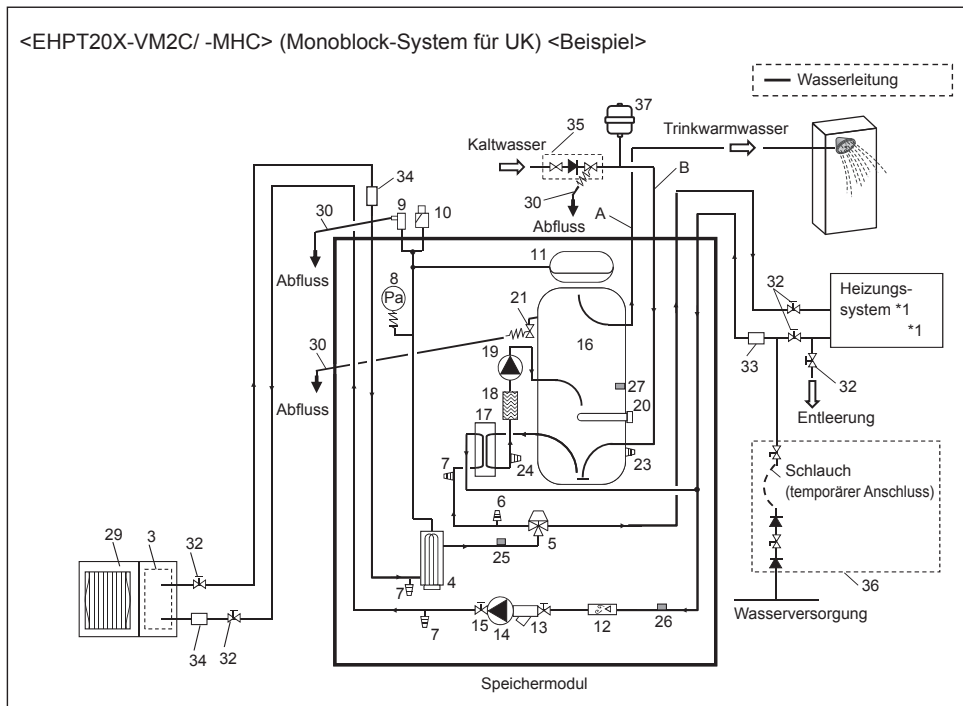 <EHPT20X-VM2C/ -MHC> (Monoblock-System für UK) <Beispiel>
Wasserleitung
37
35
Trinkwarmwasser
Kaltwasser
B
34
30
9
10
30
A
Abfluss
Abfluss
11
8
Pa
21
32
Heizungs-
system *1
*1
16
30
19
33
32
27
Abfluss
18
20
Entleerung
17
7
24
23
Schlauch
(temporärer Anschluss)
6
29
3
32
5
25
4
7
36
Wasserversorgung
34
32
7
15
14
13
12
26
Speichermodul